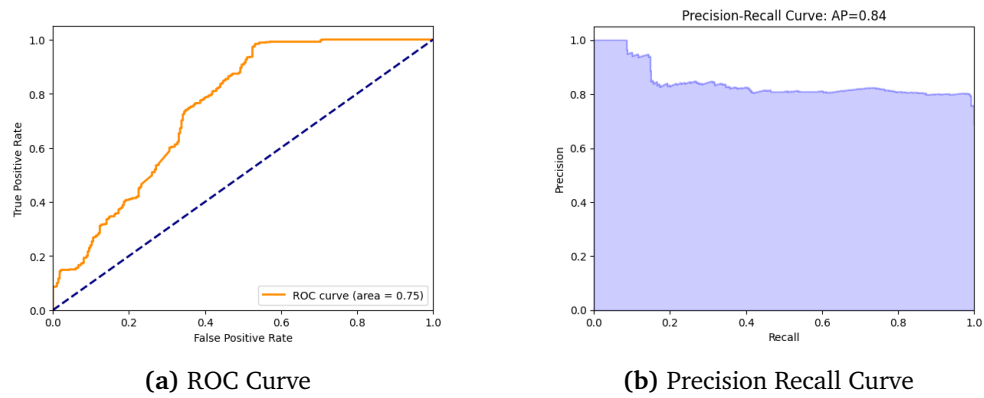 Precision-Recall Curve: AP=0.84
1.0
0.8
0.6
0.4
0.2
0.0
True Positive Rate
0.0 0.2 0.4 0.6 0.8 1.0
False Positive Rate
ROC curve (area = 0.75)
(a) ROC Curve
1.0
0.8
0.6
0.4
0.2
0.0
Precision
0.0 0.2 0.4 0.6 0.8 1.0
Recall
(b) Precision Recall Curve